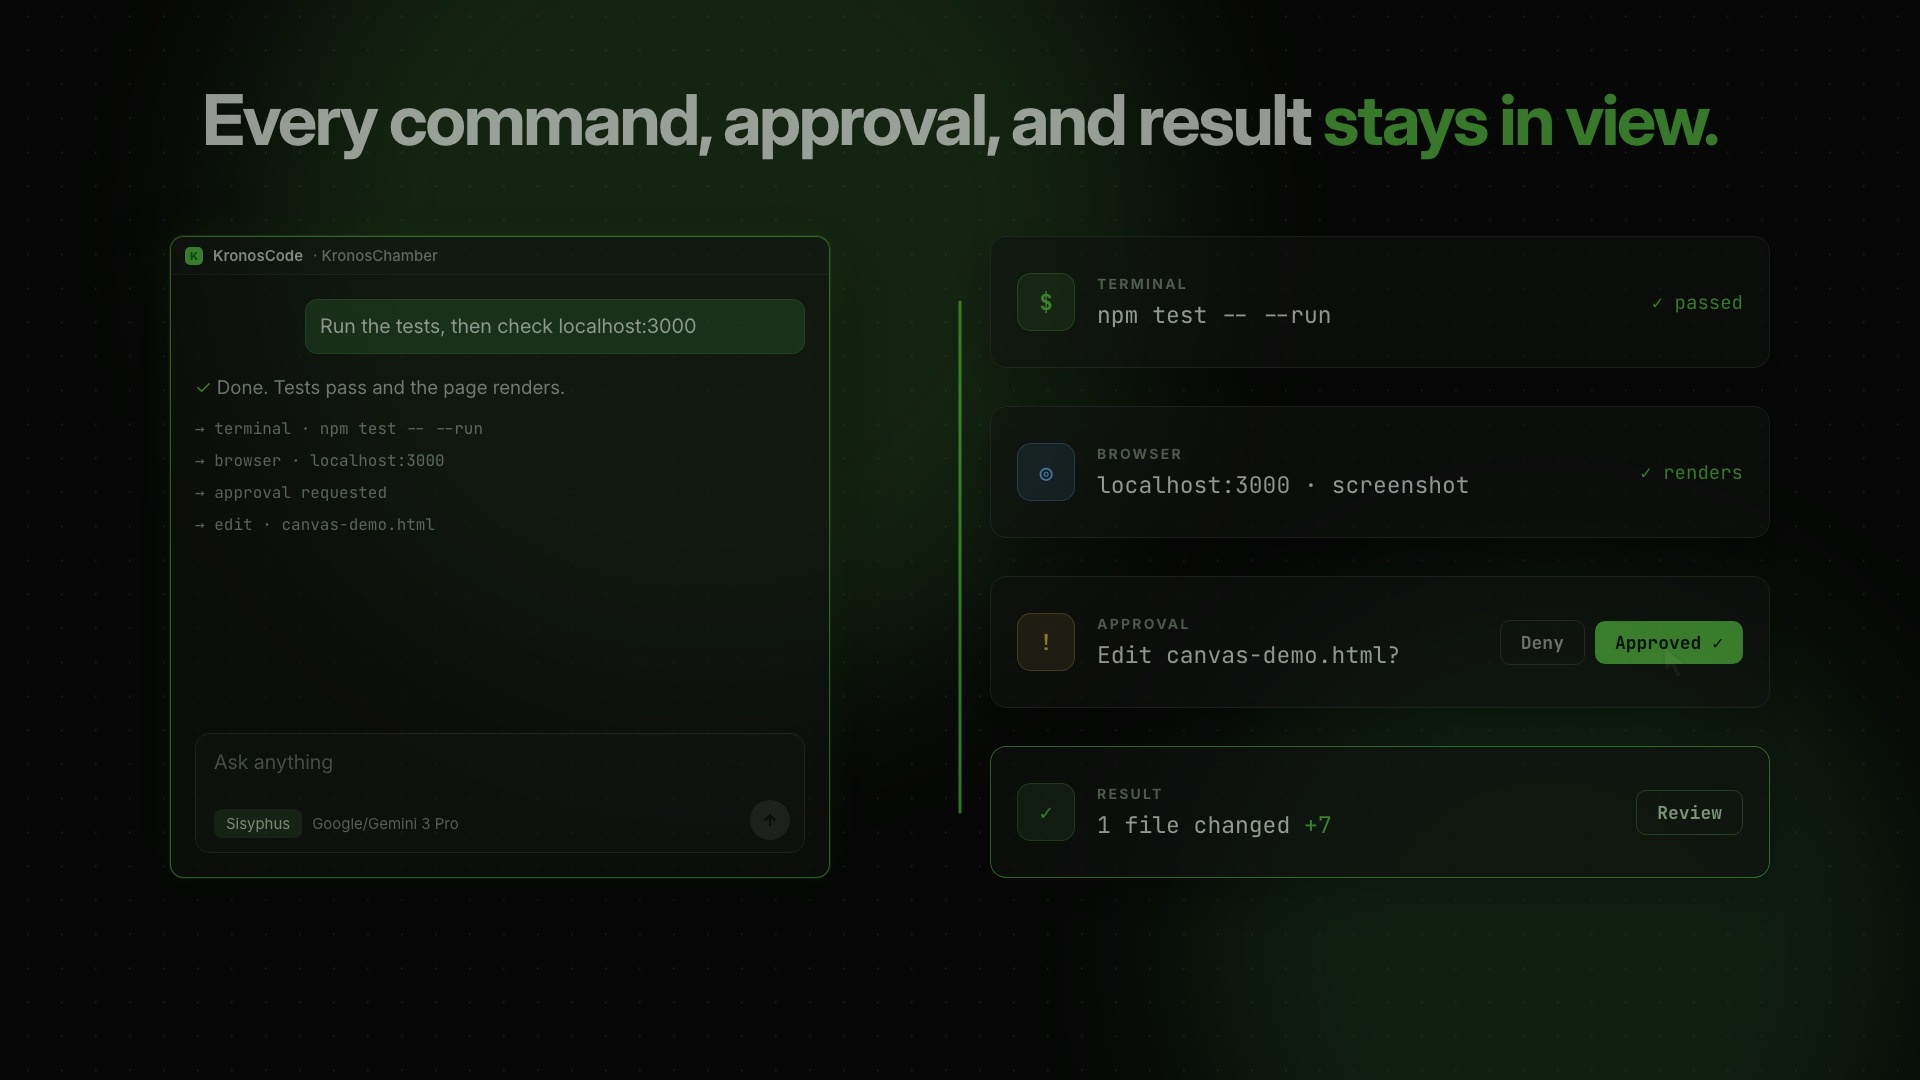 Every command, approval, and result stays in view.
K KronosCode · KronosChamber
Run the tests, then check localhost:3000
✓ Done. Tests pass and the page renders.
→ terminal · npm test -- --run
→ browser · localhost:3000
→ approval requested
→ edit · canvas-demo.html
Ask anything
Sisyphus Google/Gemini 3 Pro
$ TERMINAL
npm test -- --run
✓ passed
BROWSER
localhost:3000 · screenshot
✓ renders
! APPROVAL
Edit canvas-demo.html?
Deny Approved ✓
✓ RESULT
1 file changed +7
Review